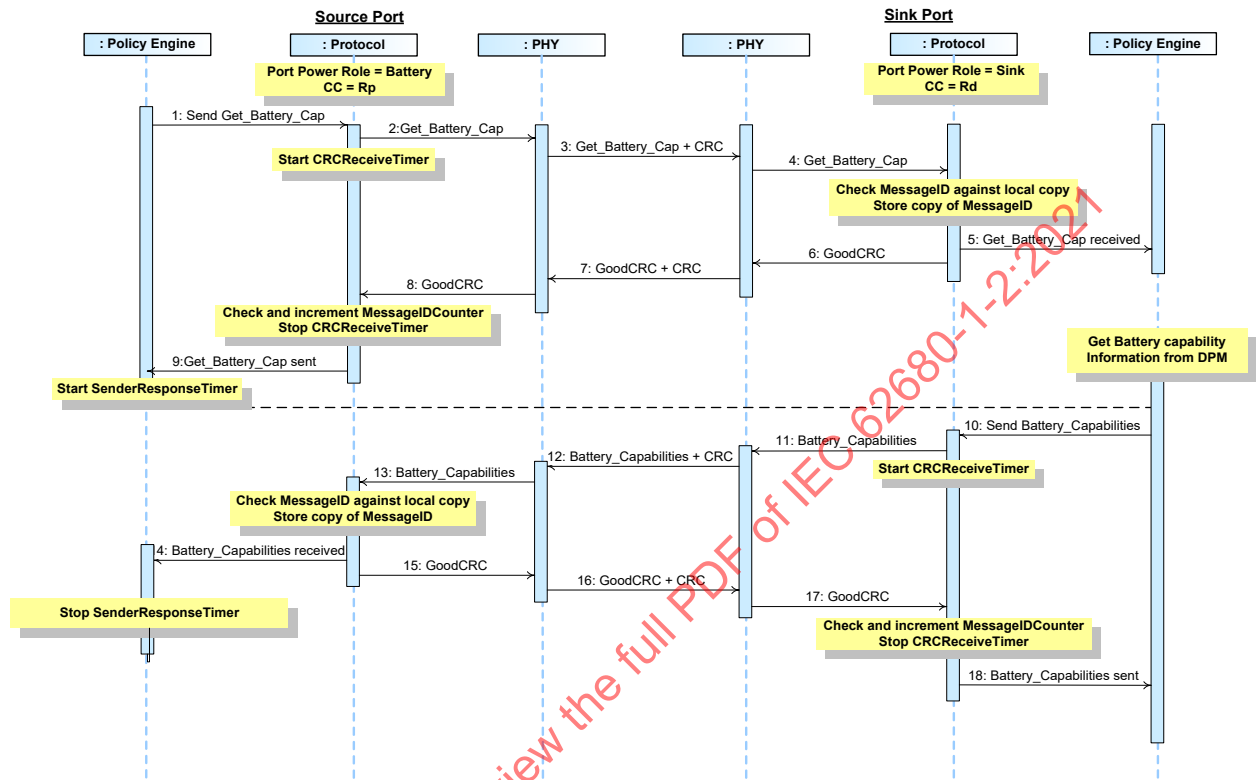 Source Port
Sink Port
: Policy Engine
: Protocol
: PHY
: PHY
: Protocol
: Policy Engine
Port Power Role = Battery
CC = Rp
Port Power Role = Sink
CC = Rd
1: Send Get_Battery_Cap
2:Get_Battery_Cap
Start CRCReceiveTimer
3: Get_Battery_Cap + CRC
4: Get_Battery_Cap
Check MessageID against local copy
Store copy of MessageID
5: Get_Battery_Cap received
6: GoodCRC
7: GoodCRC + CRC
8: GoodCRC
Check and increment MessageIDCounter
Stop CRCReceiveTimer
9:Get_Battery_Cap sent
Start SenderResponseTimer
Get Battery capability
Information from DPM
10: Send Battery_Capabilities
11: Battery_Capabilities
Start CRCReceiveTimer
12: Battery_Capabilities + CRC
13: Battery_Capabilities
Check MessageID against local copy
Store copy of MessageID
4: Battery_Capabilities received
15: GoodCRC
16: GoodCRC + CRC
Stop SenderResponseTimer
17: GoodCRC
Check and increment MessageIDCounter
Stop CRCReceiveTimer
18: Battery_Capabilities sent
view the full PDF of IEC 62680-1-2:2021